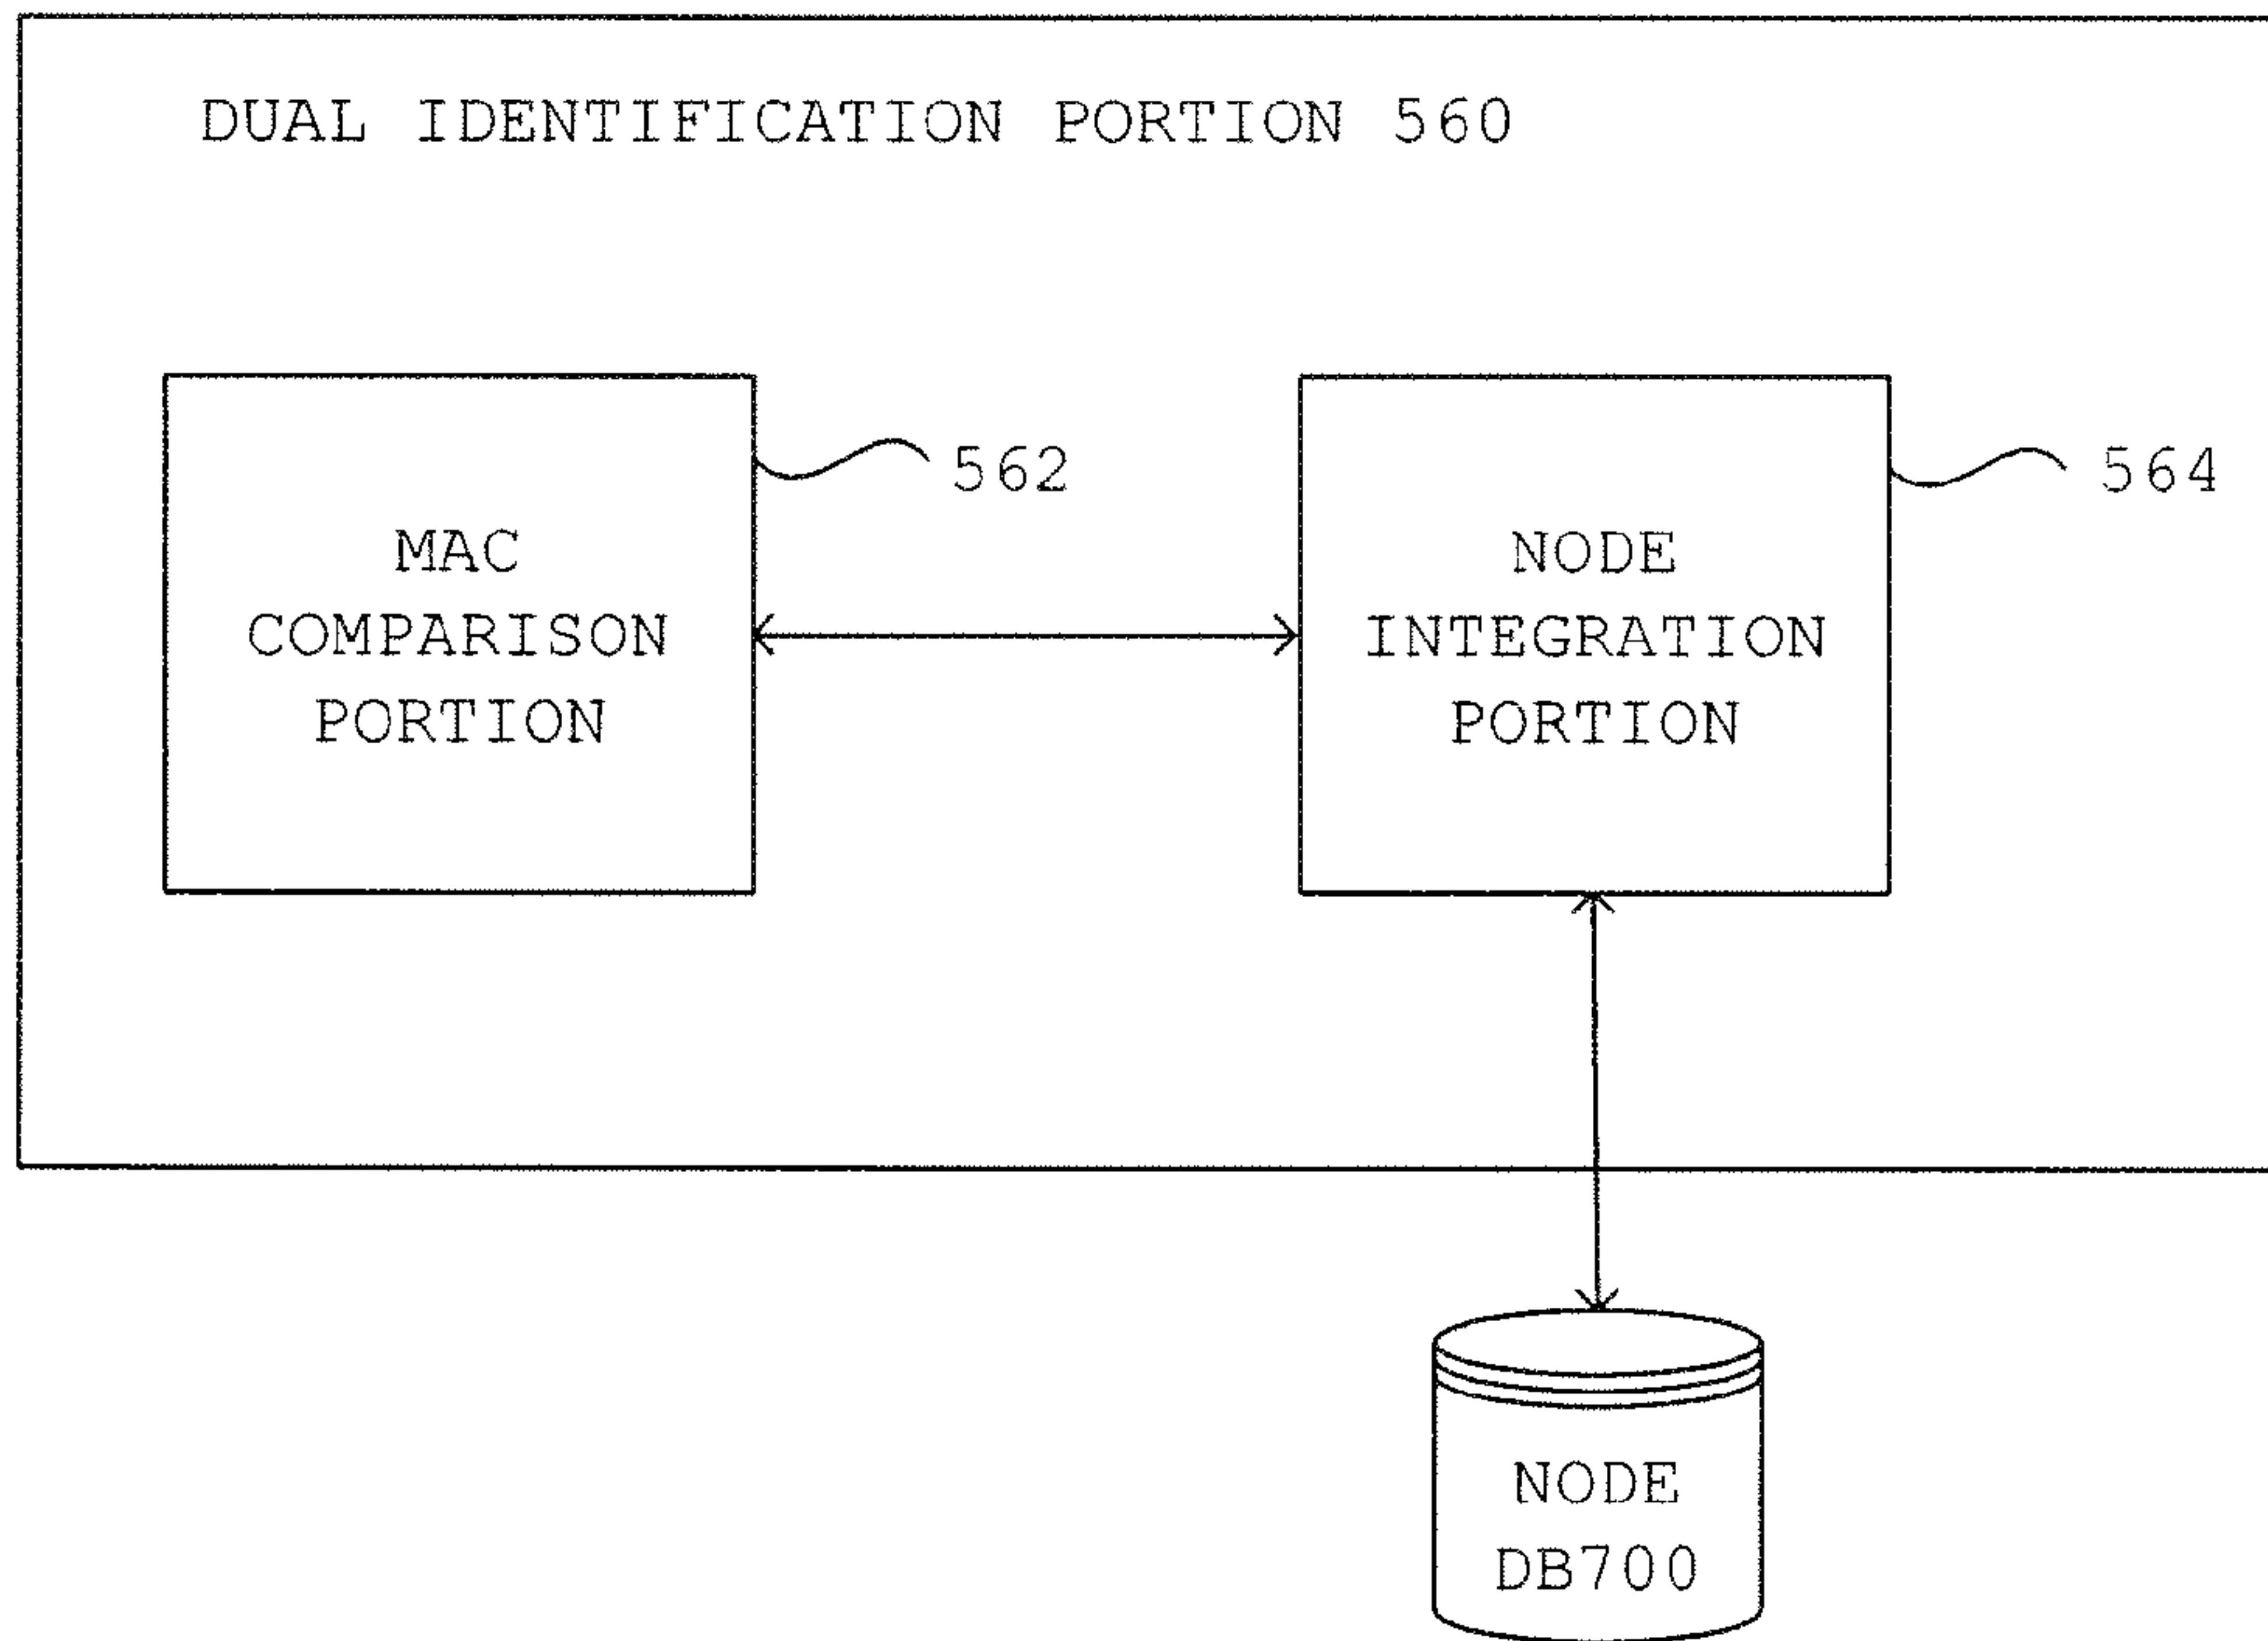 DUAL IDENTIFICATION PORTION 560
562
564
MAC
COMPARISON
PORTION
NODE
INTEGRATION
PORTION
NODE
DB700